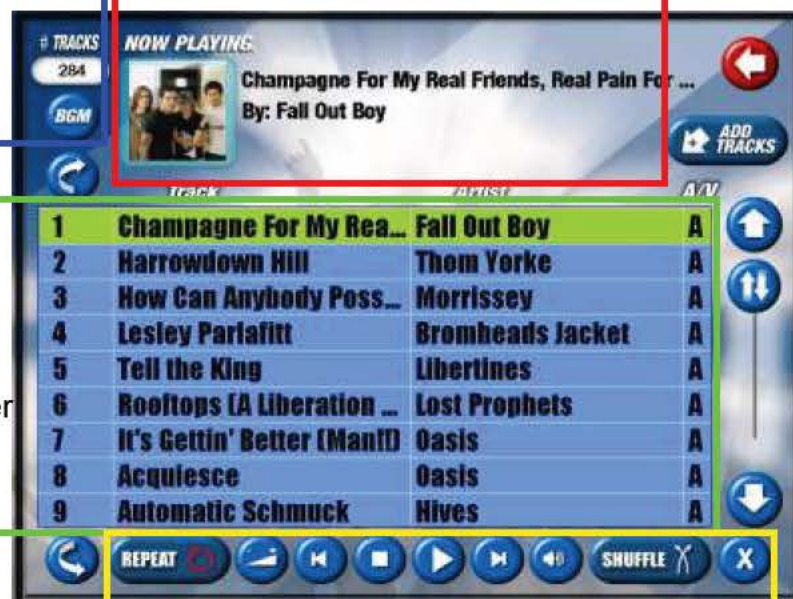 # TRACKS
284
BGM
NOW PLAYING
Champagne For My Real Friends, Real Pain For ...
By: Fall Out Boy
ADD TRACKS
Track Artist A/V
1 Champagne For My Rea... Fall Out Boy A
2 Harrowdown Hill Thom Yorke A
3 How Can Anybody Poss... Morrissey A
4 Lesley Parlafitt Bromheads Jacket A
5 Tell the King Libertines A
er
6 Rooftops (A Liberation ... Lost Prophets A
7 It's Gettin' Better (Man!!) Oasis A
8 Acquiesce Oasis A
9 Automatic Schmuck Hives A
REPEAT SHUFFLE X